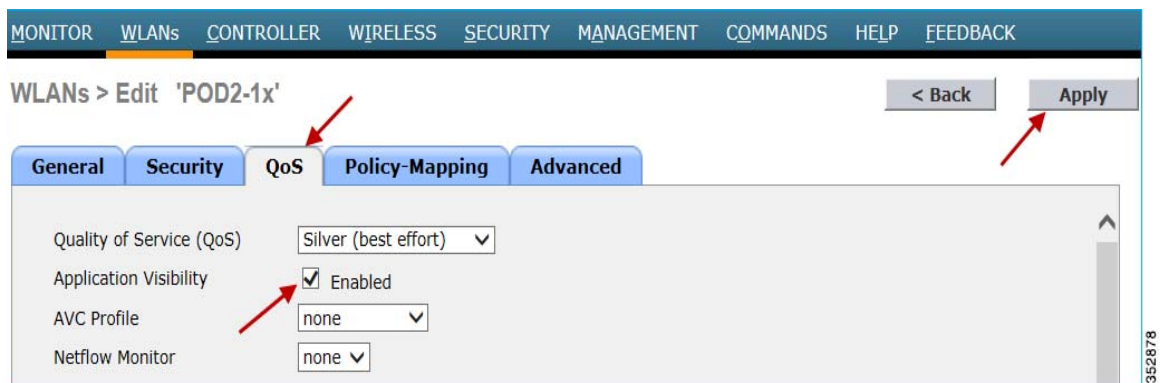 MONITOR WLANs CONTROLLER WIRELESS SECURITY MANAGEMENT COMMANDS HELP FEEDBACK
WLANs > Edit 'POD2-1x'
< Back Apply
General Security QoS Policy-Mapping Advanced
Quality of Service (QoS) Silver (best effort)
Application Visibility Enabled
AVC Profile none
Netflow Monitor none
352878